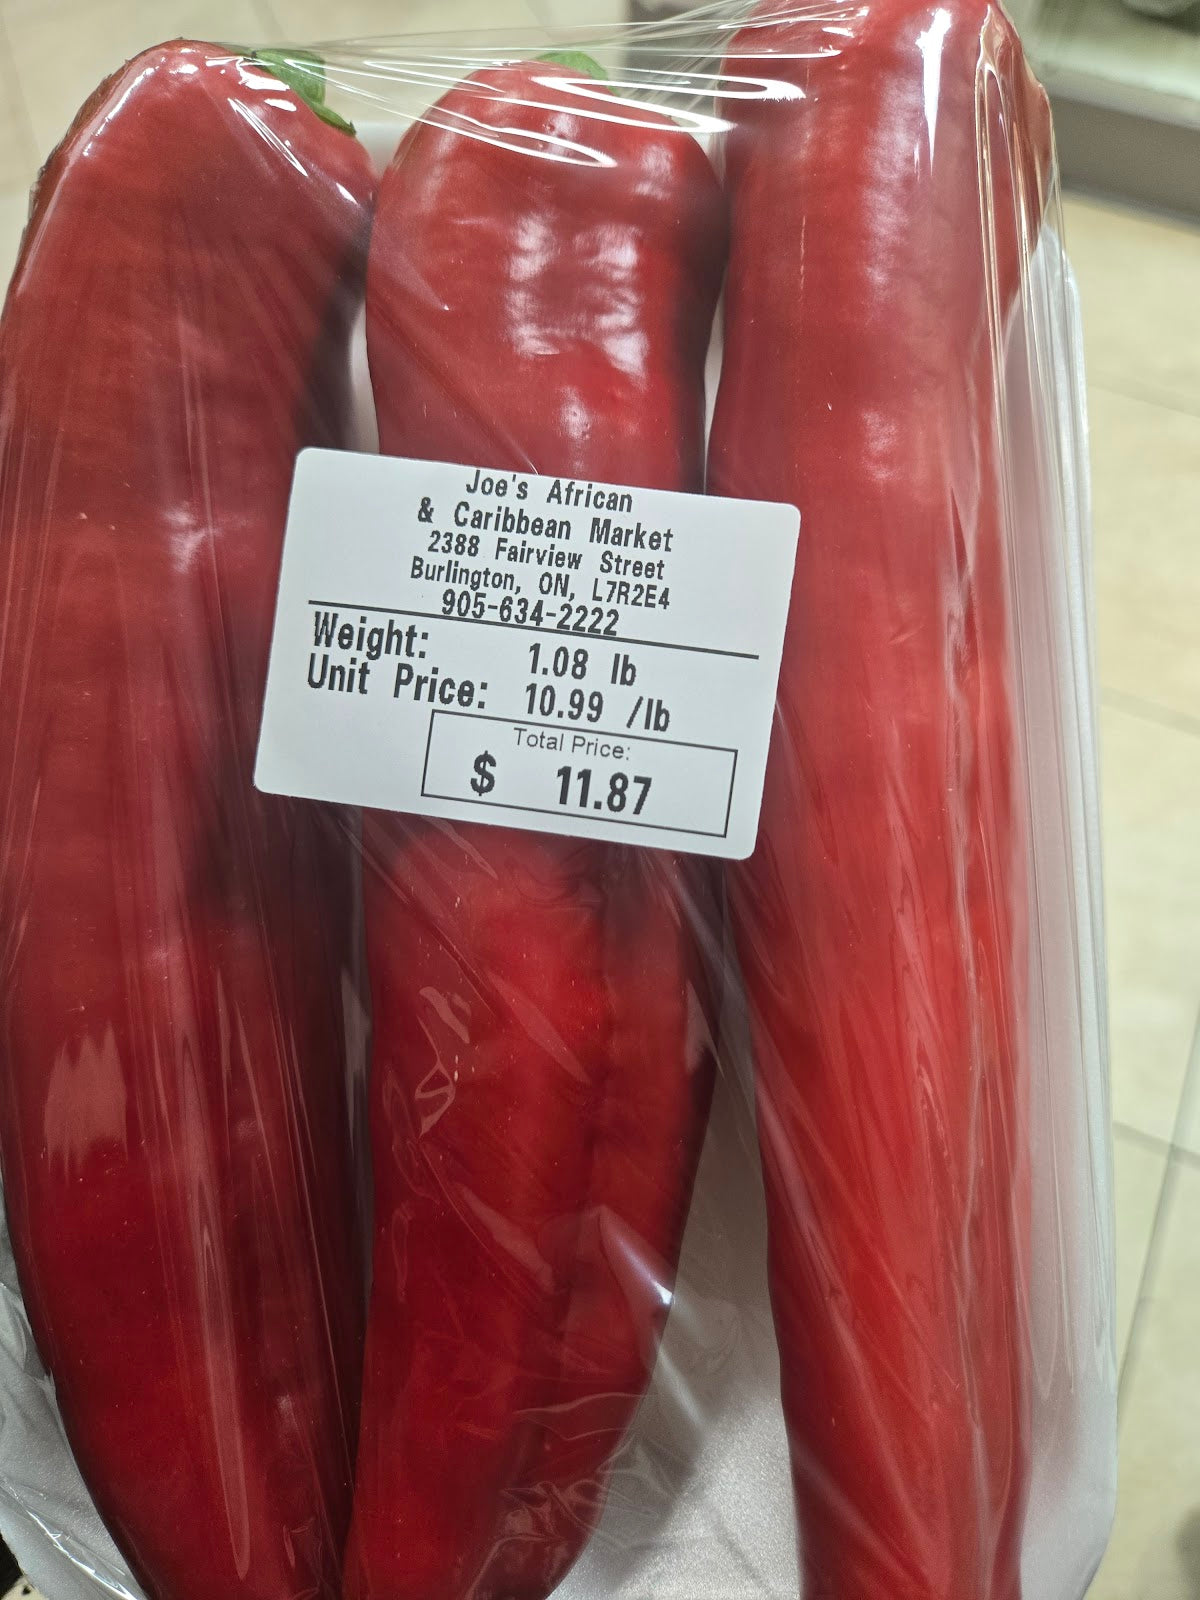 Joe's African
& Caribbean Market
2388 Fairview Street
Burlington, ON, L7R2E4
905-634-2222
Weight: 1.08 lb
Unit Price: 10.99 /lb
Total Price:
$ 11.87